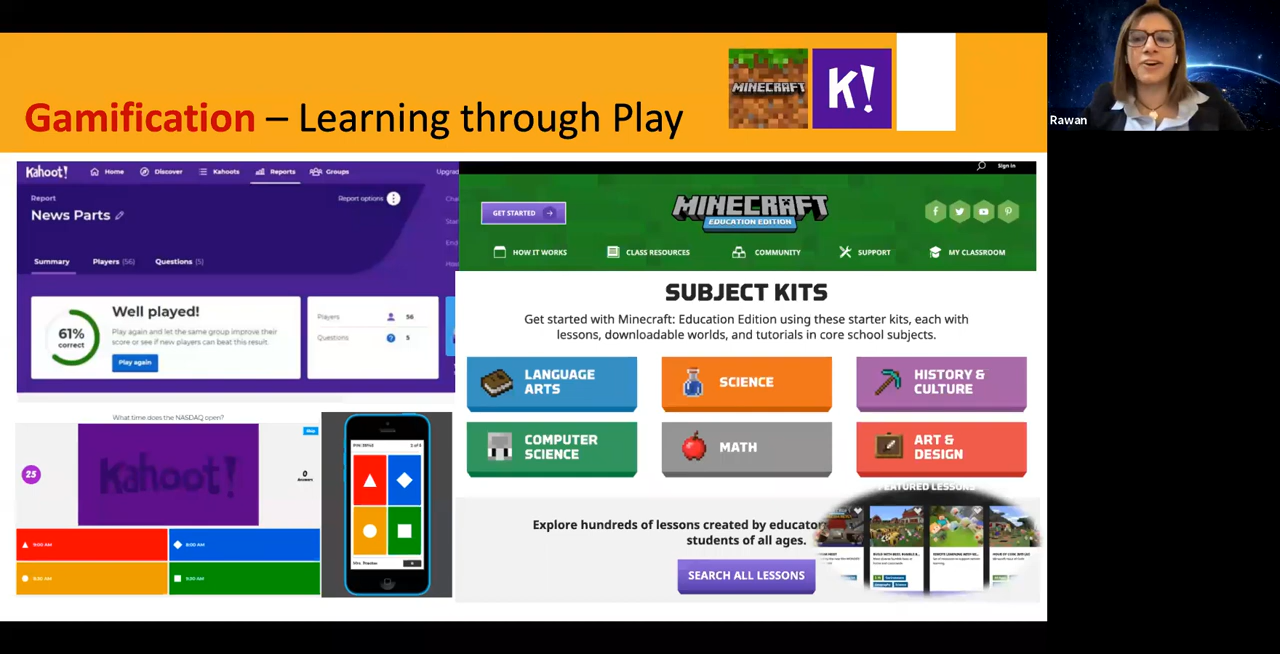 Gamification – Learning through Play
MINECRAFT
K!
Rawan
Kahoot!
Home
Discover
Kahoots
Reports
Groups
Report
News Parts
Report options
Summary
Players (56)
Questions (5)
61%
correct
Well played!
Play again and let the same group improve their
score or see if new players can beat this result.
Play again
Players 56
Questions 5
What time does the NASDAQ open?
25
Kahoot!
0
Answers
9:00 AM
Sign in
GET STARTED
MINECRAFT
EDUCATION EDITION
HOW IT WORKS
CLASS RESOURCES
COMMUNITY
SUPPORT
MY CLASSROOM
SUBJECT KITS
Get started with Minecraft: Education Edition using these starter kits, each with
lessons, downloadable worlds, and tutorials in core school subjects.
LANGUAGE
ARTS
SCIENCE
HISTORY &
CULTURE
COMPUTER
SCIENCE
MATH
ART &
DESIGN
FEATURED LESSONS
Explore hundreds of lessons created by educator
students of all ages.
SEARCH ALL LESSONS